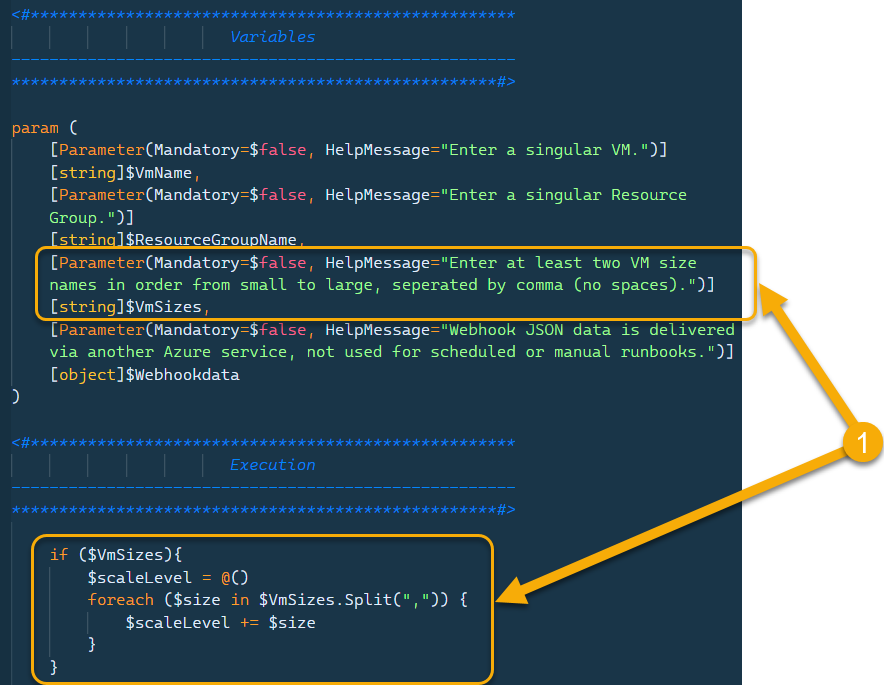 <#***************************************************
Variables
-----------------------------------------------------
***************************************************#>
param (
[Parameter(Mandatory=$false, HelpMessage="Enter a singular VM.")]
[string]$VmName,
[Parameter(Mandatory=$false, HelpMessage="Enter a singular Resource
Group.")]
[string]$ResourceGroupName,
[Parameter(Mandatory=$false, HelpMessage="Enter at least two VM size
names in order from small to large, seperated by comma (no spaces).")]
[string]$VmSizes,
[Parameter(Mandatory=$false, HelpMessage="Webhook JSON data is delivered
via another Azure service, not used for scheduled or manual runbooks.")]
[object]$Webhookdata
)
<#***************************************************
1
Execution
-----------------------------------------------------
***************************************************#>
if ($VmSizes){
$scaleLevel = @()
foreach ($size in $VmSizes.Split(",")) {
$scaleLevel += $size
}
}